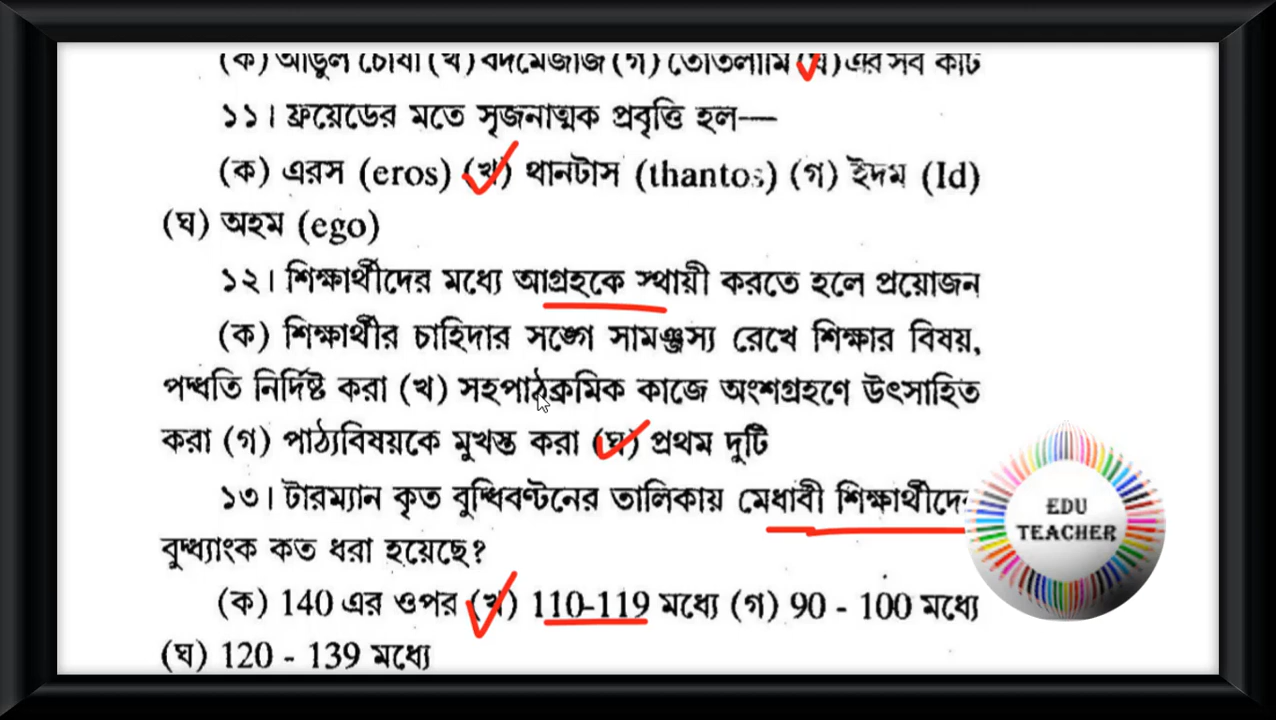 (ক) আঙুল চোষা (খ) বদমেজাজ (গ) তোতলামি (ঘ) এর সব কটি
১১। ফ্রয়েডের মতে সৃজনাত্মক প্রবৃত্তি হল—
(ক) এরস (eros) (খ) থানটাস (thantos) (গ) ইদম (Id)
(ঘ) অহম (ego)
১২। শিক্ষার্থীদের মধ্যে আগ্রহকে স্থায়ী করতে হলে প্রয়োজন
(ক) শিক্ষার্থীর চাহিদার সঙ্গে সামঞ্জস্য রেখে শিক্ষার বিষয়,
পদ্ধতি নির্দিষ্ট করা (খ) সহপাঠক্রমিক কাজে অংশগ্রহণে উৎসাহিত
করা (গ) পাঠ্যবিষয়কে মুখস্ত করা (ঘ) প্রথম দুটি
১৩। টারম্যান কৃত বুদ্ধিবণ্টনের তালিকায় মেধাবী শিক্ষার্থীদের
বুদ্ধ্যাংক কত ধরা হয়েছে?
(ক) 140 এর ওপর (খ) 110-119 মধ্যে (গ) 90 - 100 মধ্যে
(ঘ) 120 - 139 মধ্যে
EDU
TEACHER